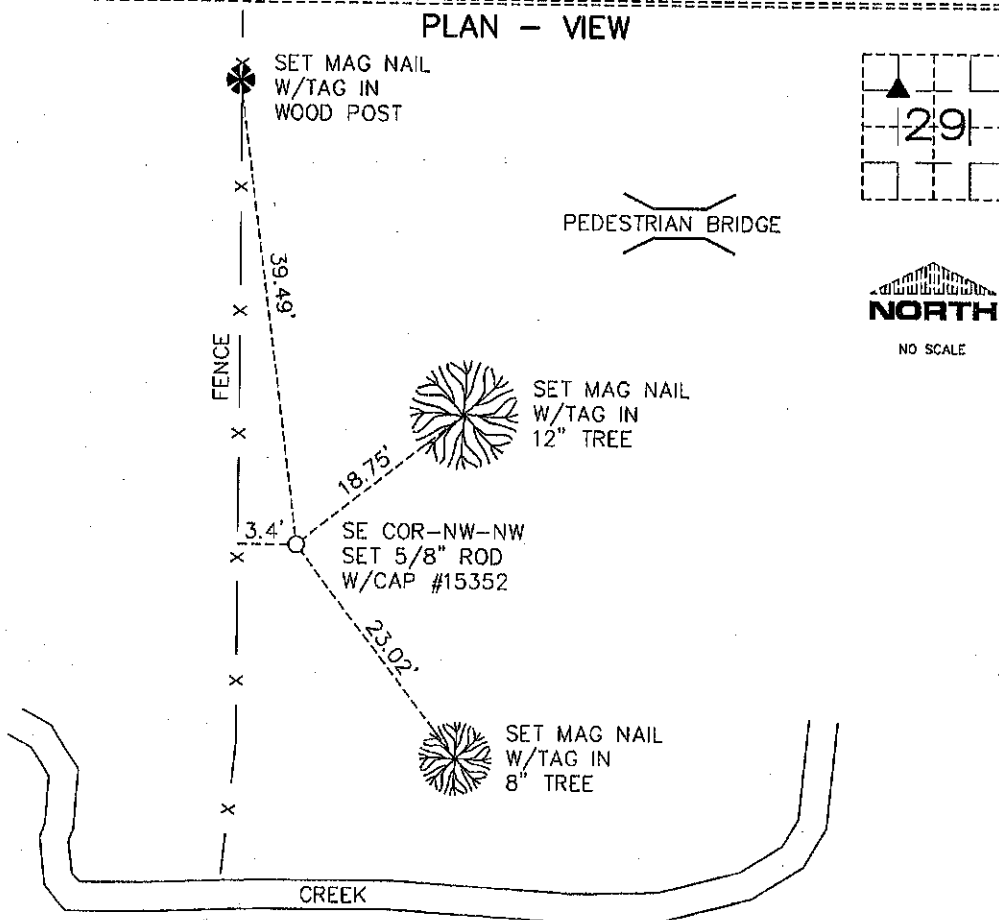 PLAN - VIEW
SET MAG NAIL
W/TAG IN
WOOD POST
29
PEDESTRIAN BRIDGE
NORTH
NO SCALE
39.49'
FENCE
SET MAG NAIL
W/TAG IN
12" TREE
18.75'
3.4'
SE COR-NW-NW
SET 5/8" ROD
W/CAP #15352
23.02'
SET MAG NAIL
W/TAG IN
8" TREE
CREEK